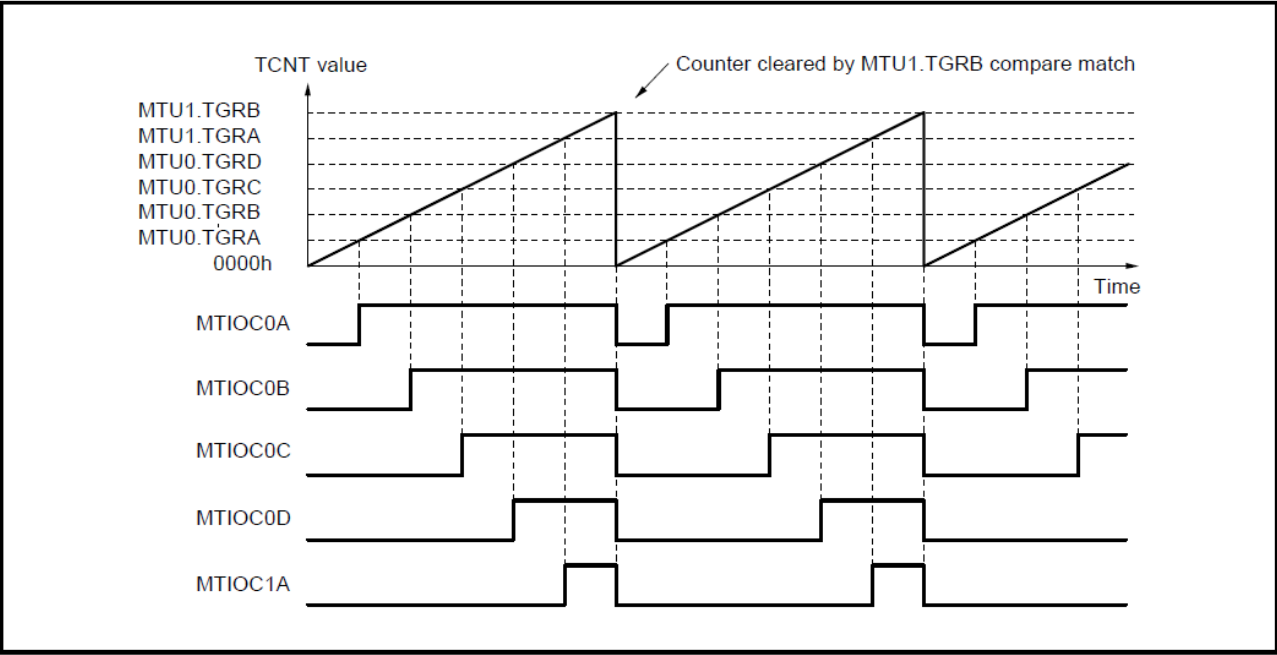 TCNT value
Counter cleared by MTU1.TGRB compare match
MTU1.TGRB
MTU1.TGRA
MTU0.TGRD
MTU0.TGRC
MTU0.TGRB
MTU0.TGRA
0000h
Time
MTIOC0A
MTIOC0B
MTIOC0C
MTIOC0D
MTIOC1A